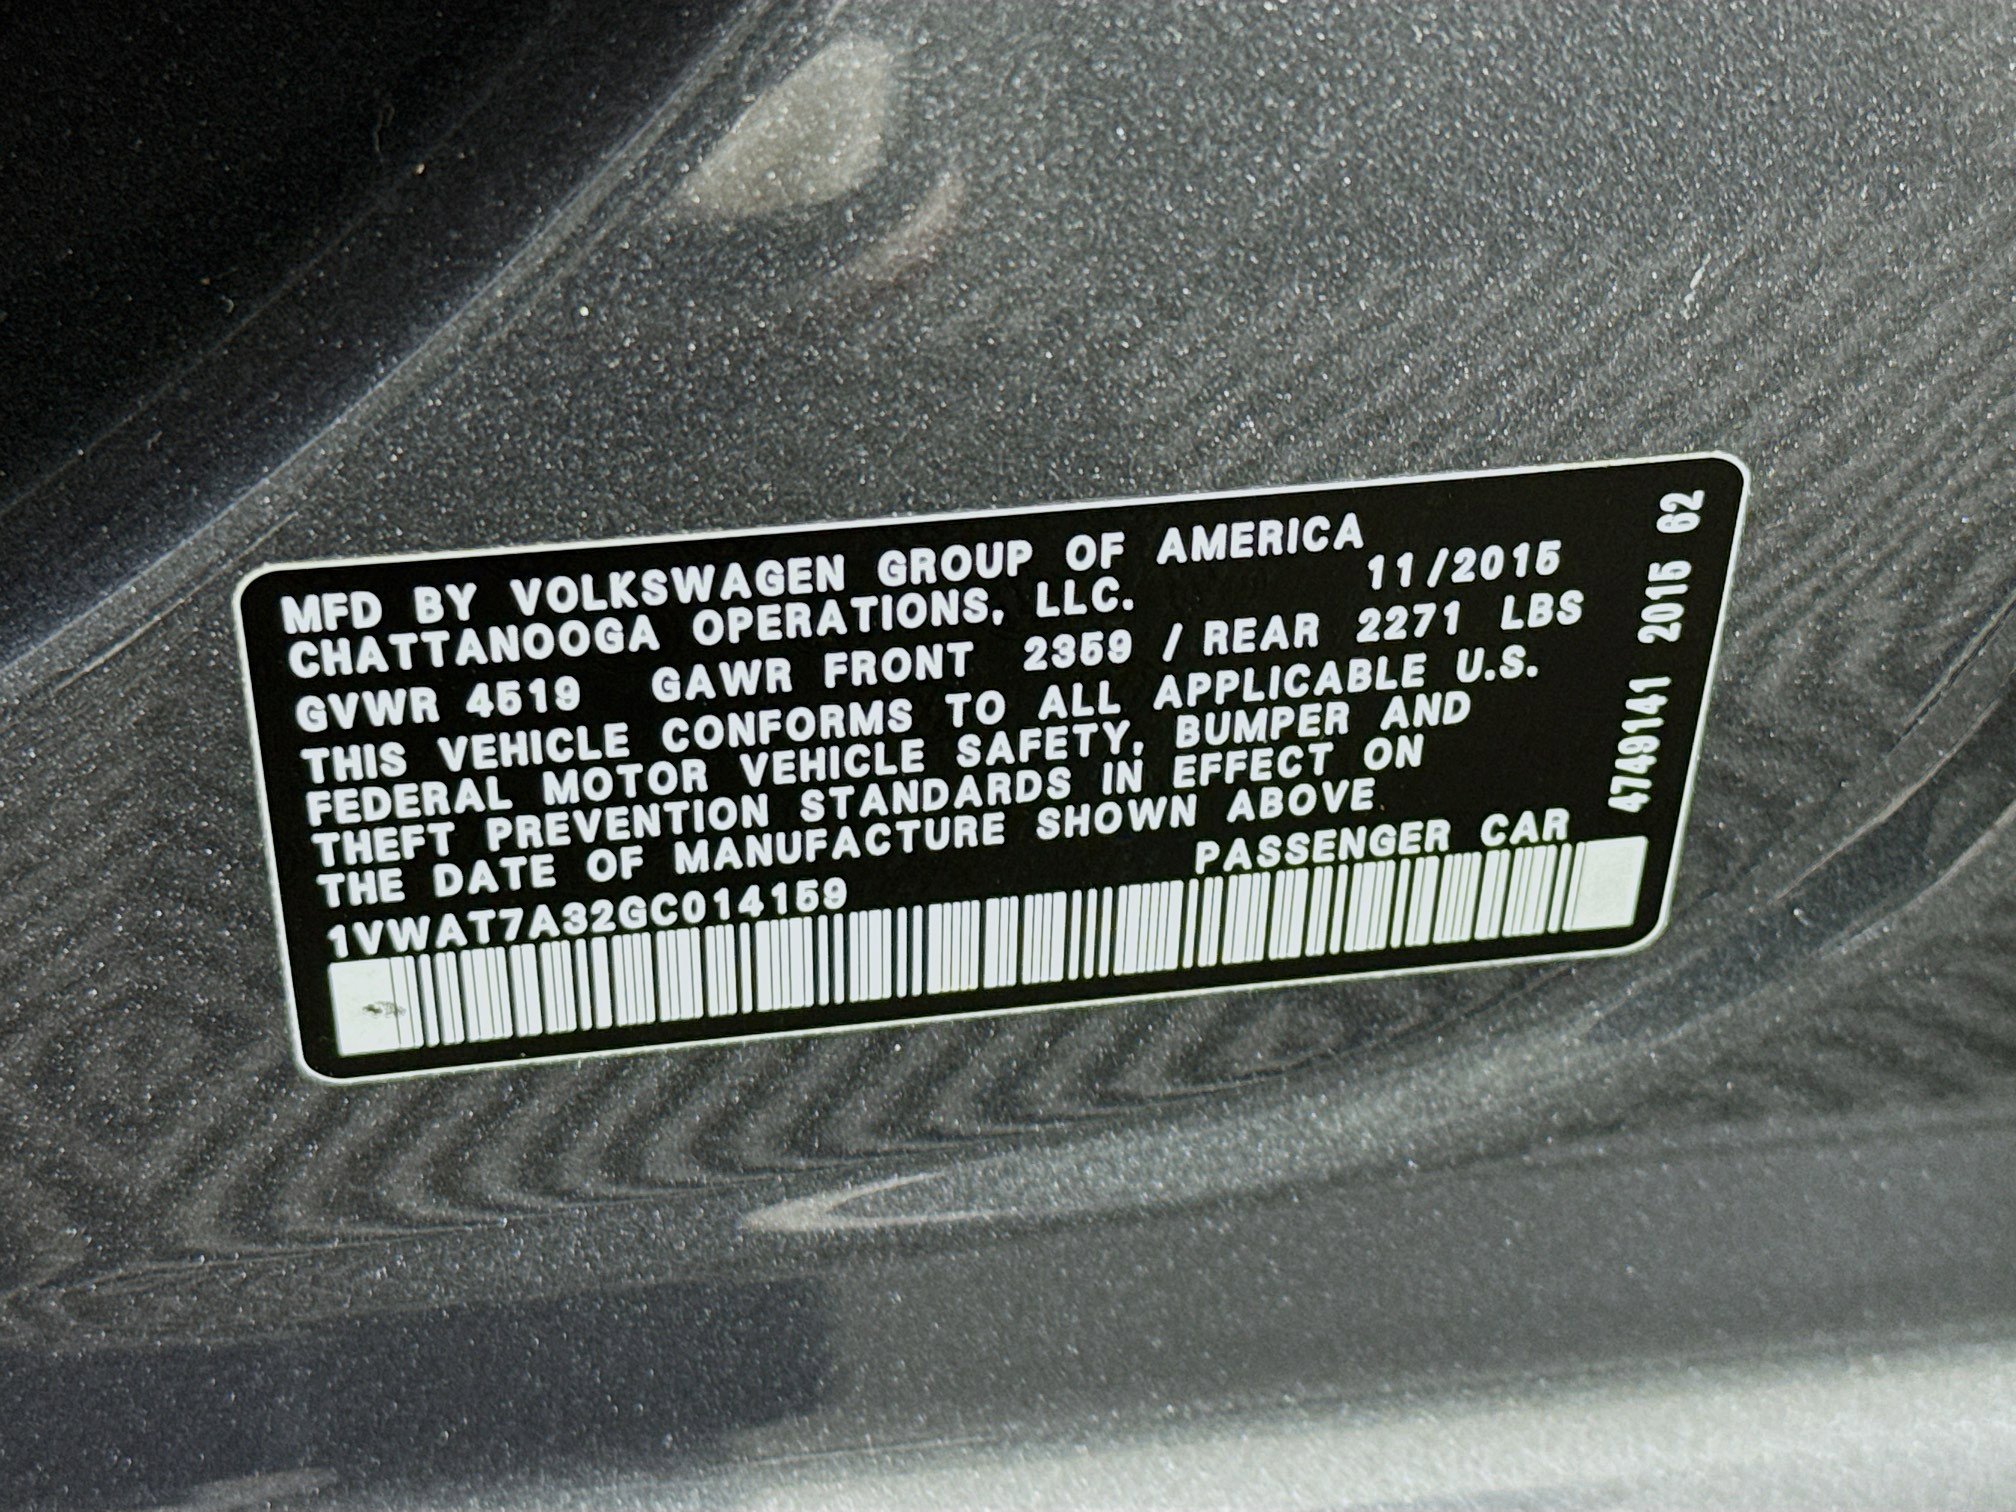 MFD BY VOLKSWAGEN GROUP OF AMERICA
CHATTANOOGA OPERATIONS, LLC. 11/2015
GVWR 4519 GAWR FRONT 2359 / REAR 2271 LBS
THIS VEHICLE CONFORMS TO ALL APPLICABLE U.S.
FEDERAL MOTOR VEHICLE SAFETY, BUMPER AND
THEFT PREVENTION STANDARDS IN EFFECT ON
THE DATE OF MANUFACTURE SHOWN ABOVE
1VWAT7A32GC014159 PASSENGER CAR
4749141 2015 62